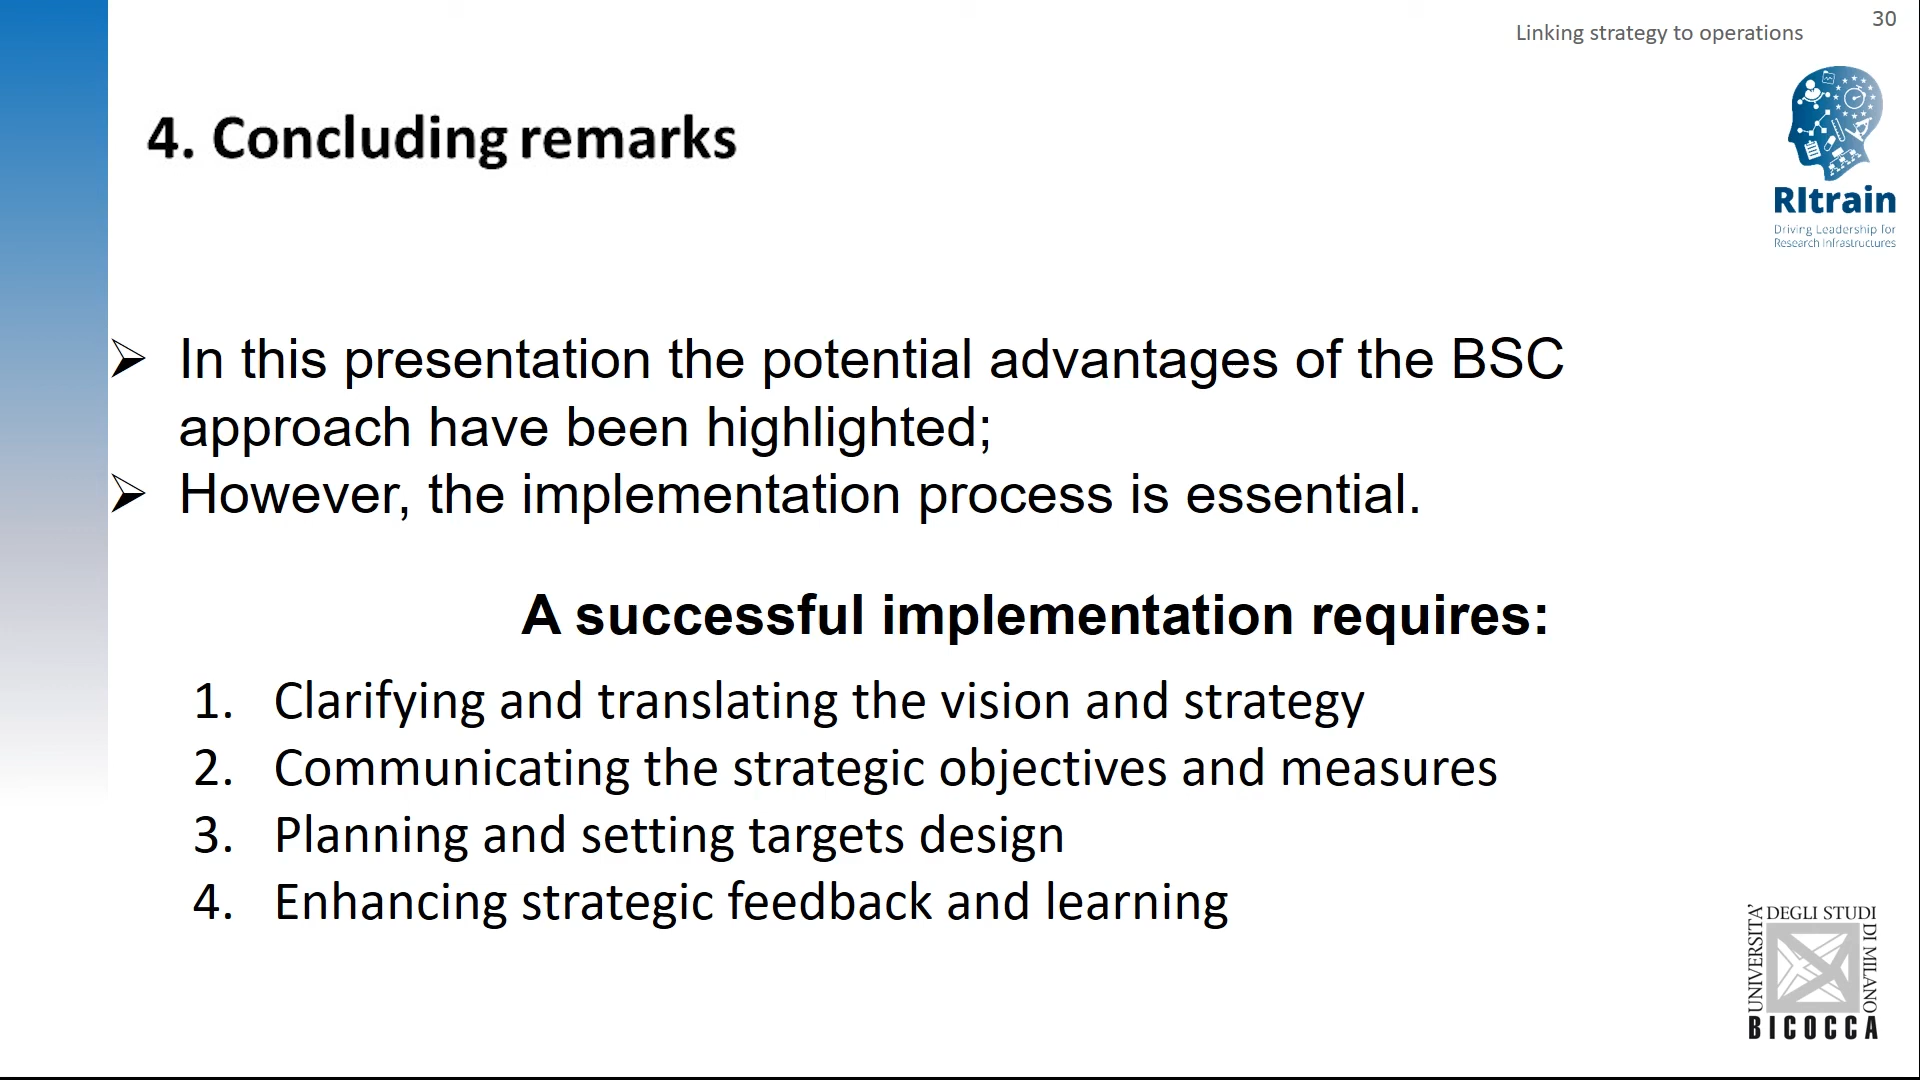 30
Linking strategy to operations
4. Concluding remarks
RItrain
Driving Leadership for
Research Infrastructures
➢ In this presentation the potential advantages of the BSC
approach have been highlighted;
➢ However, the implementation process is essential.
A successful implementation requires:
1. Clarifying and translating the vision and strategy
2. Communicating the strategic objectives and measures
3. Planning and setting targets design
4. Enhancing strategic feedback and learning
UNIVERSITA'
DEGLI STUDI
DI MILANO
BICOCCA